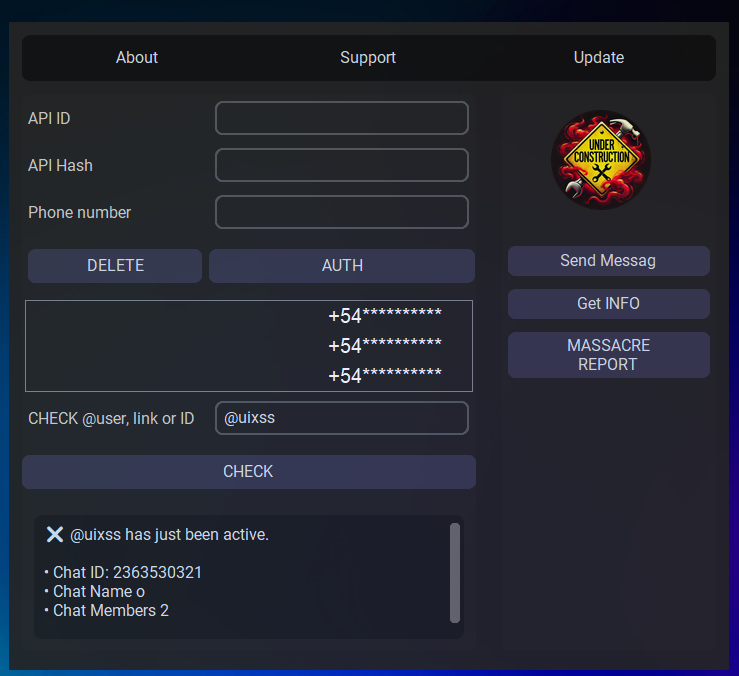 About Support Update
API ID
API Hash
Phone number
DELETE AUTH
+54**********
+54**********
+54**********
CHECK @user, link or ID @uixss
CHECK
❌ @uixss has just been active.
• Chat ID: 2363530321
• Chat Name o
• Chat Members 2
UNDER
CONSTRUCTION
Send Messag
Get INFO
MASSACRE
REPORT